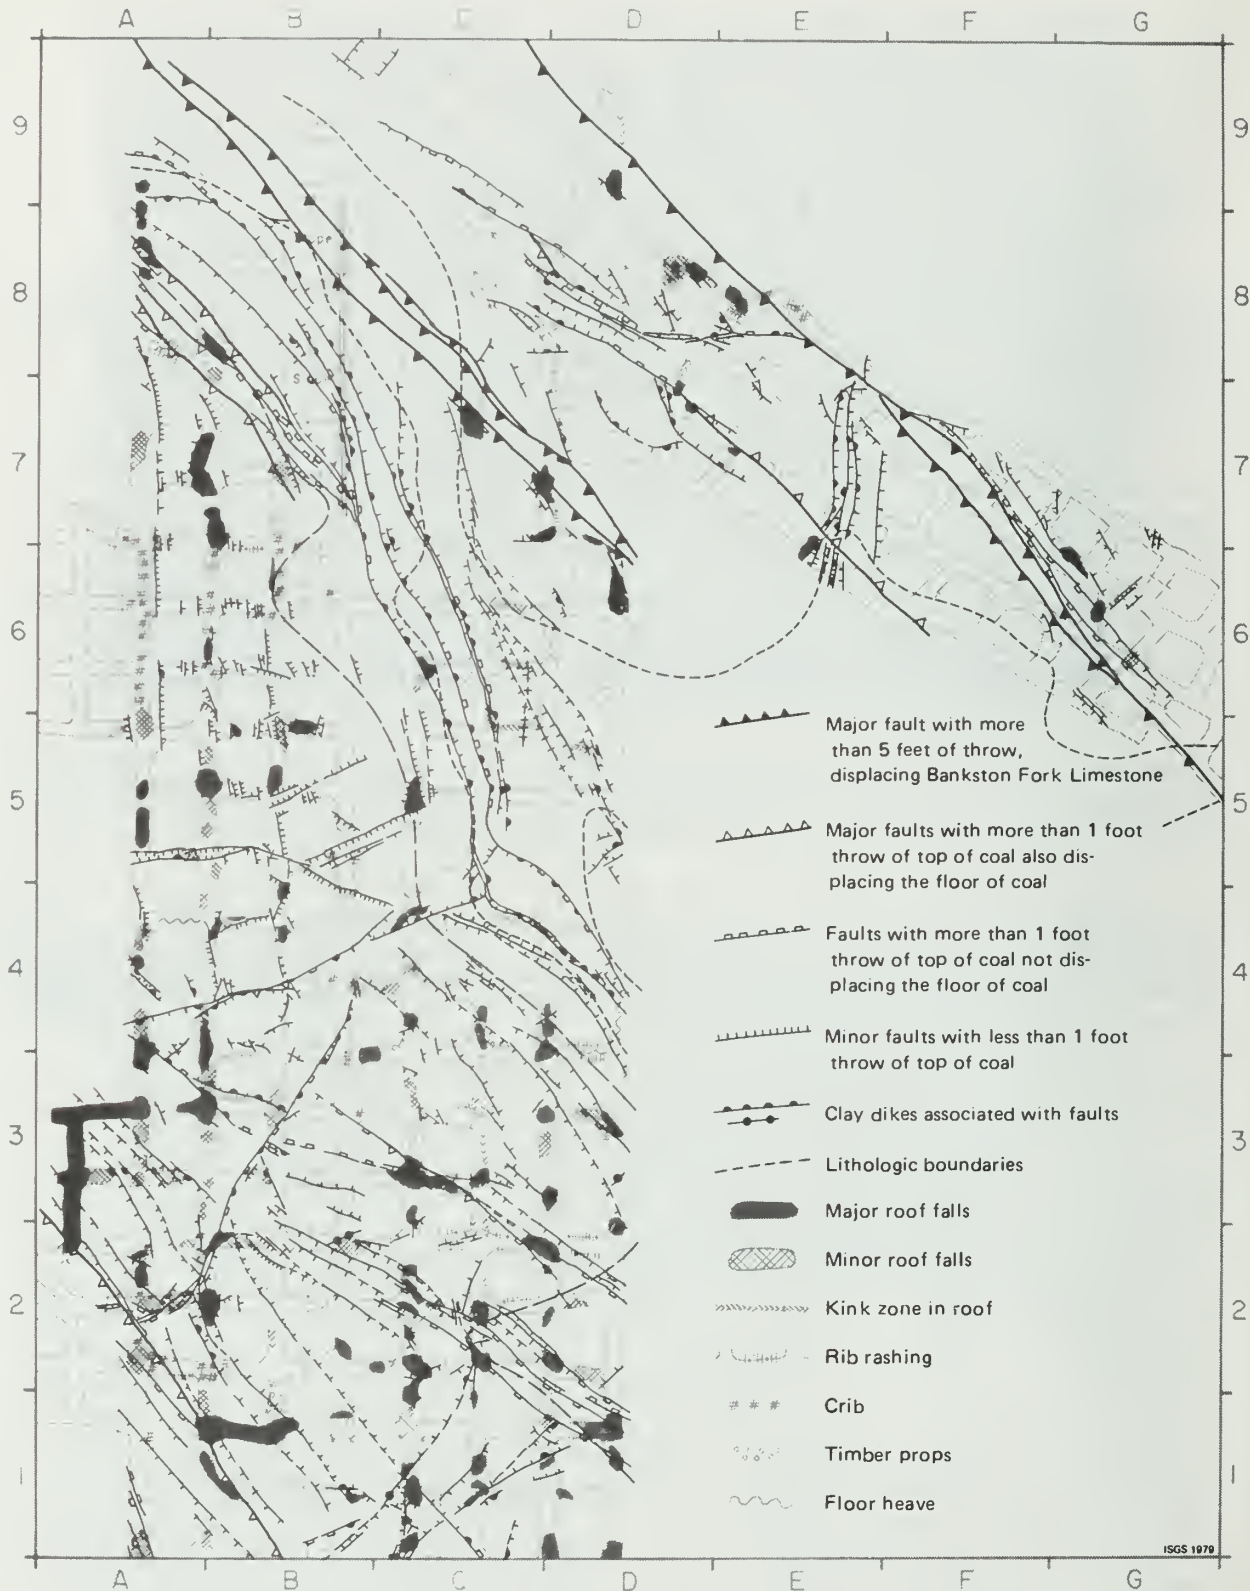 A B C D E F G
9 9
8 8
7 7
6 6
5 5
4 4
3 3
2 2
1 1
S
Major fault with more
than 5 feet of throw,
displacing Bankston Fork Limestone
Major faults with more than 1 foot
throw of top of coal also dis-
placing the floor of coal
Faults with more than 1 foot
throw of top of coal not dis-
placing the floor of coal
Minor faults with less than 1 foot
throw of top of coal
Clay dikes associated with faults
Lithologic boundaries
Major roof falls
Minor roof falls
Kink zone in roof
Rib rashing
Crib
Timber props
Floor heave
ISGS 1979
A B C D E F G